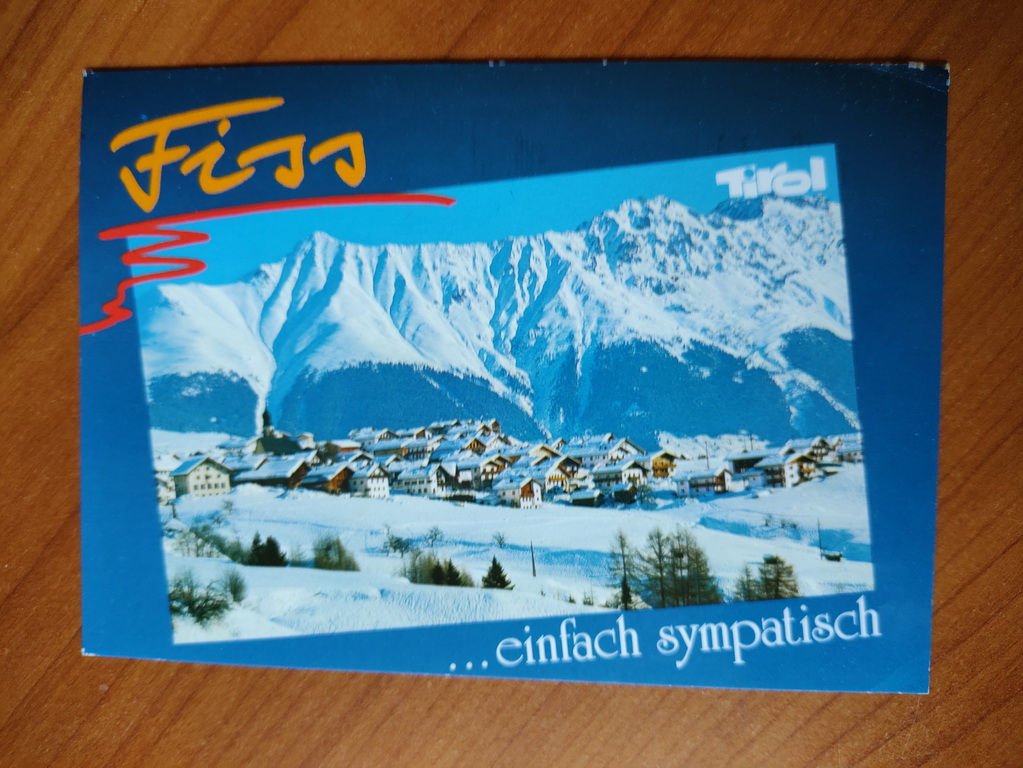 Fiss
Tirol
...einfach sympatisch